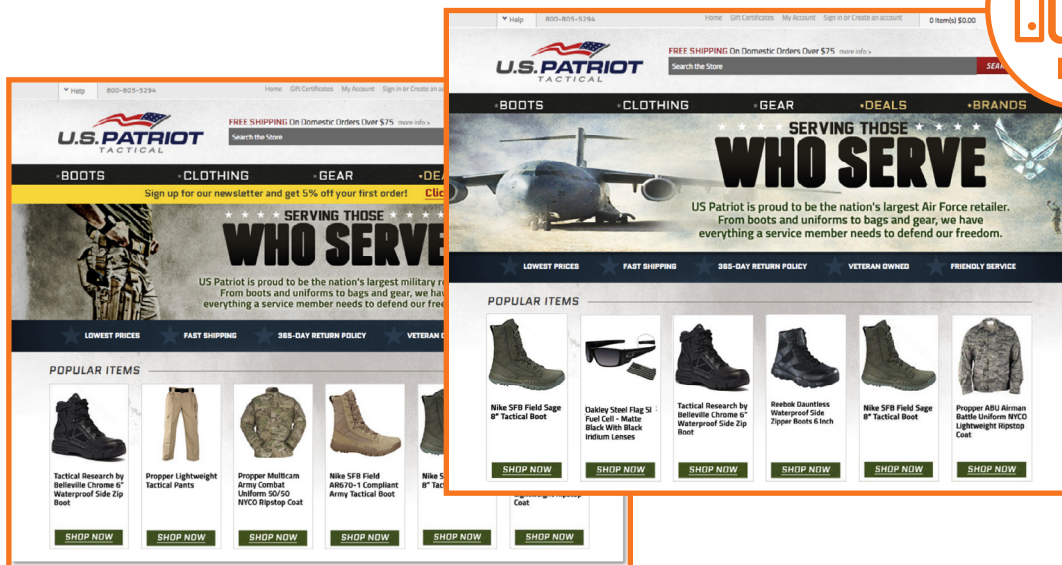 Help 800-805-5294 Home Gift Certificates My Account Sign in or Create an account 0 Item(s) $0.00
U.S. PATRIOT
TACTICAL
FREE SHIPPING On Domestic Orders Over $75 more info >
Search the Store
BOOTS CLOTHING GEAR DEALS BRANDS
SERVING THOSE
WHO SERVE
US Patriot is proud to be the nation's largest Air Force retailer.
From boots and uniforms to bags and gear, we have
everything a service member needs to defend our freedom.
LOWEST PRICES FAST SHIPPING 365-DAY RETURN POLICY VETERAN OWNED FRIENDLY SERVICE
POPULAR ITEMS
Nike SFB Field Sage
8" Tactical Boot
Oakley Steel Flag SI
Fuel Cell - Matte
Black With Black
Iridium Lenses
Tactical Research by
Belleville Chrome 6"
Waterproof Side Zip
Boot
Reebok Dauntless
Waterproof Side
Zipper Boots 6 Inch
Nike SFB Field Sage
8" Tactical Boot
Propper ABU Airman
Battle Uniform NYCO
Lightweight Ripstop
Coat
SHOP NOW SHOP NOW SHOP NOW SHOP NOW SHOP NOW SHOP NOW
Help 800-805-5294 Home Gift Certificates My Account Sign in or Create an
U.S. PATRIOT
TACTICAL
FREE SHIPPING On Domestic Orders Over $75 more info >
Search the Store
BOOTS CLOTHING GEAR
Sign up for our newsletter and get 5% off your first order!
SERVING THOSE
WHO SERVE
US Patriot is proud to be the nation's largest military
From boots and uniforms to bags and gear, we
everything a service member needs to defend our
LOWEST PRICES FAST SHIPPING 365-DAY RETURN POLICY VETERAN
POPULAR ITEMS
Tactical Research by
Belleville Chrome 6"
Waterproof Side Zip
Boot
Propper Lightweight
Tactical Pants
Propper Multicam
Army Combat
Uniform 50/50
NYCO Ripstop Coat
Nike SFB Field
AR670-1 Compliant
Army Tactical Boot
Nike
8"
Coat
SHOP NOW SHOP NOW SHOP NOW SHOP NOW SHOP NOW SHOP NOW